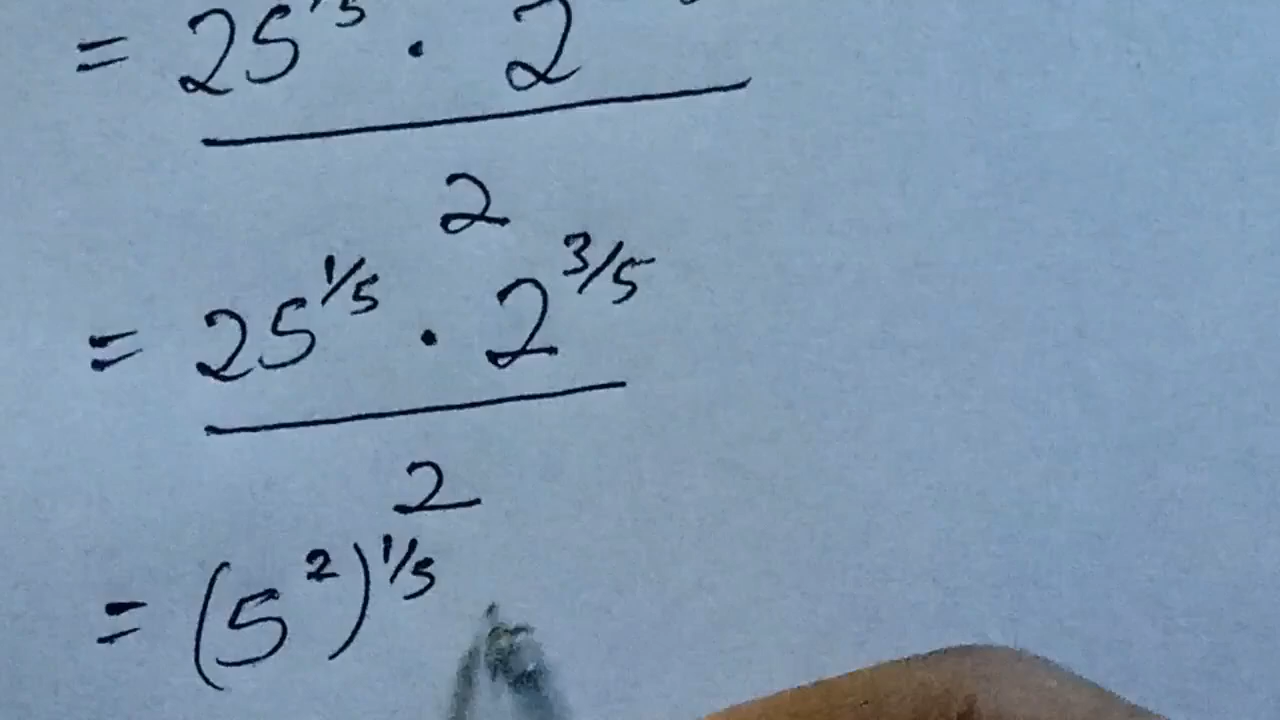 = 25^1/5 · 2
2
= 25^1/5 · 2^3/5
2
= (5^2)^1/5